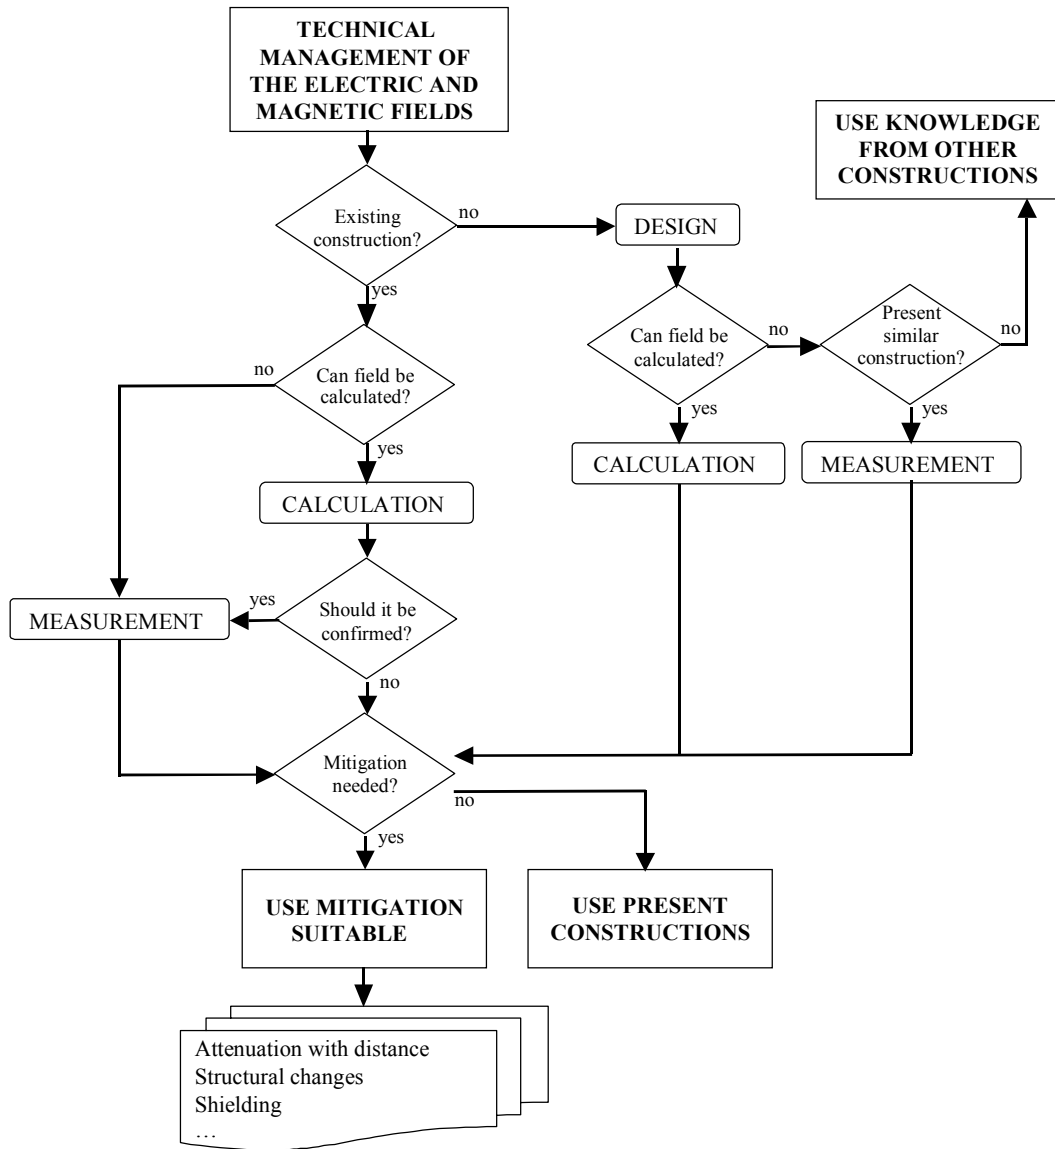 TECHNICAL
MANAGEMENT OF
THE ELECTRIC AND
MAGNETIC FIELDS
USE KNOWLEDGE
FROM OTHER
CONSTRUCTIONS
Existing
construction?
no
DESIGN
yes
Can field be
calculated?
no
Present
similar
construction?
no
no
Can field be
calculated?
yes
yes
yes
CALCULATION
MEASUREMENT
CALCULATION
yes
Should it be
confirmed?
MEASUREMENT
no
Mitigation
needed?
no
yes
USE MITIGATION
SUITABLE
USE PRESENT
CONSTRUCTIONS
Attenuation with distance
Structural changes
Shielding
…